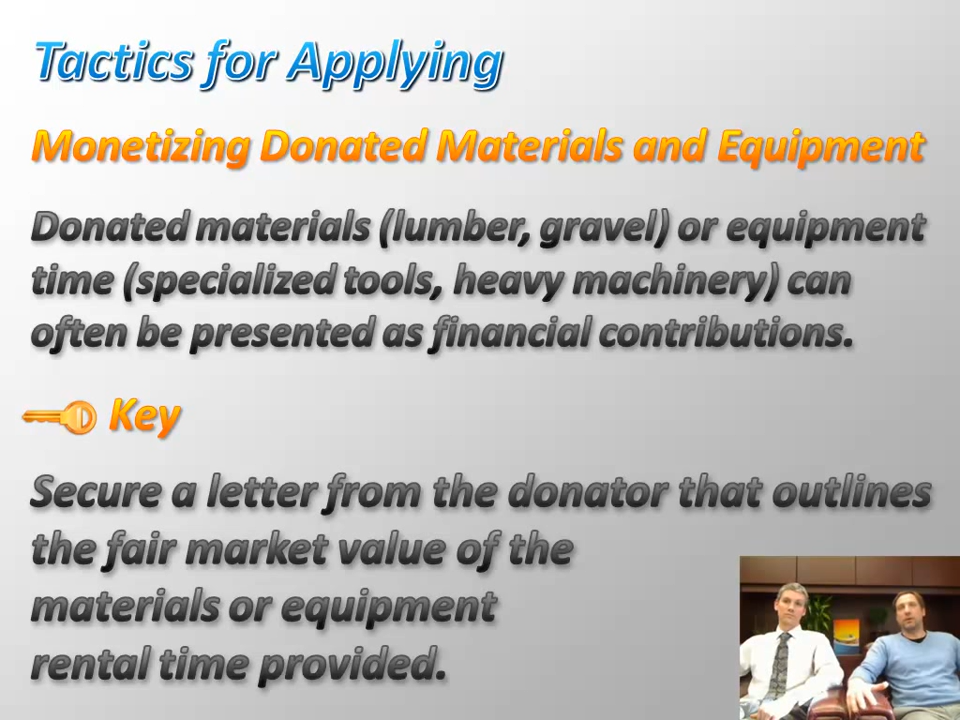 Tactics for Applying
Monetizing Donated Materials and Equipment
Donated materials (lumber, gravel) or equipment
time (specialized tools, heavy machinery) can
often be presented as financial contributions.
Key
Secure a letter from the donator that outlines
the fair market value of the
materials or equipment
rental time provided.